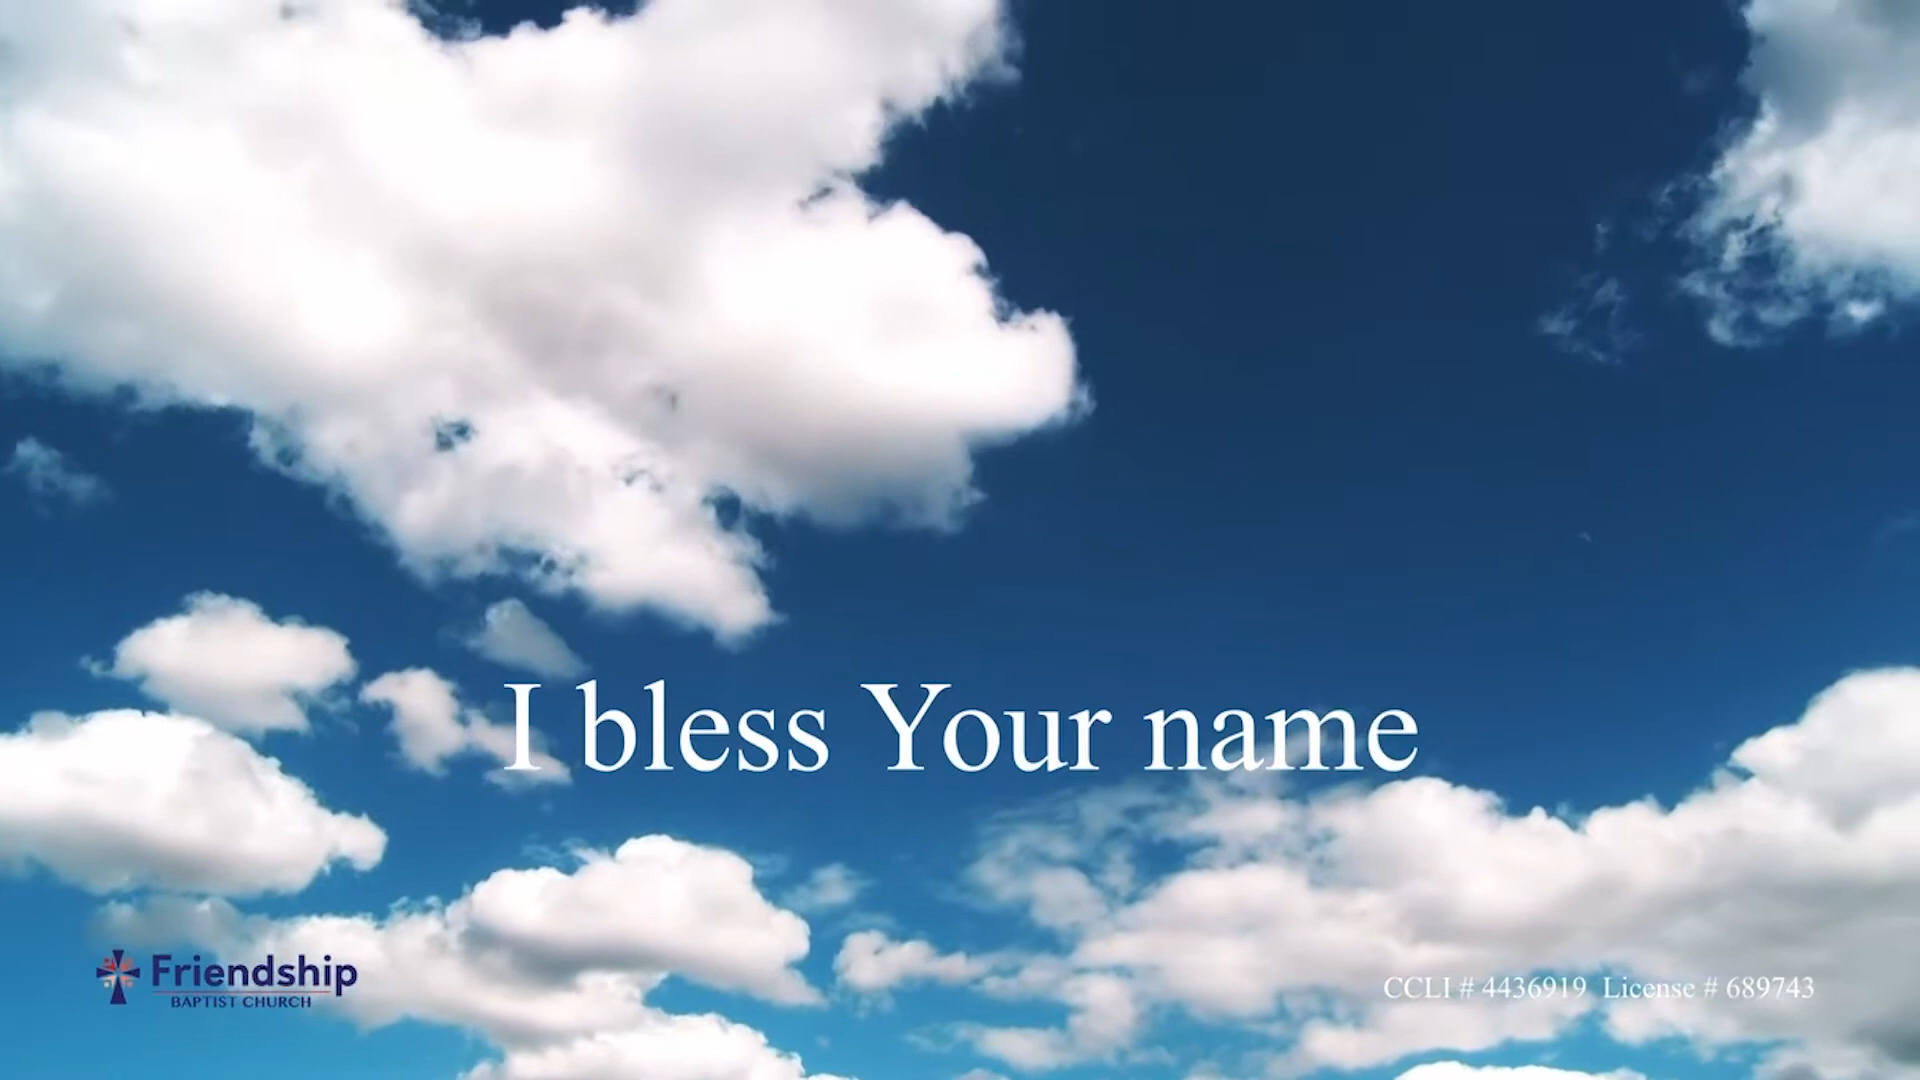 I bless Your name
Friendship
BAPTIST CHURCH
CCLI # 4436919 License # 689743